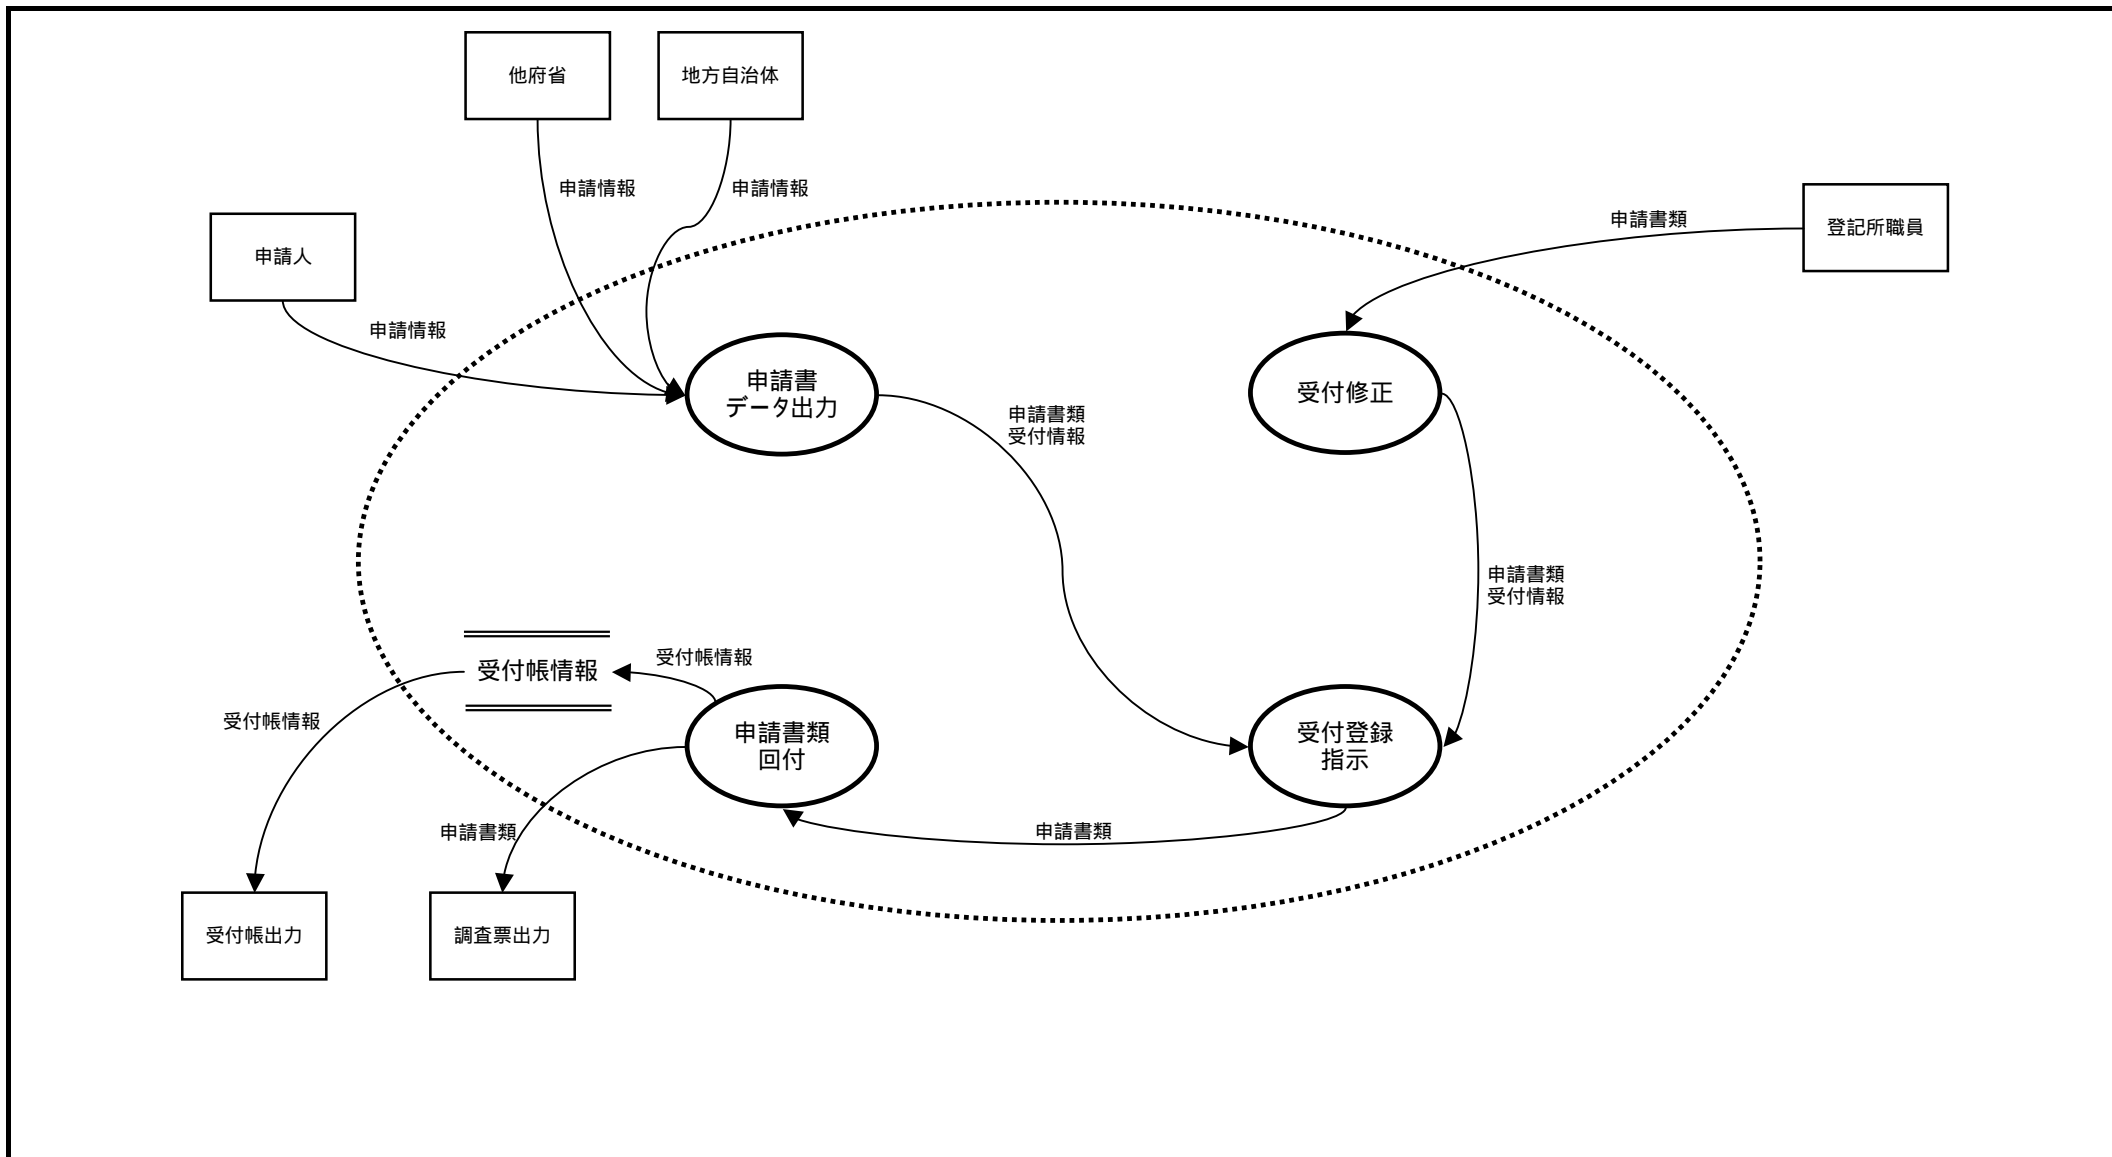 他府省
地方自治体
申請情報
申請情報
申請書類
登記所職員
申請人
申請情報
申請書
データ出力
申請書類
受付情報
受付修正
申請書類
受付情報
受付帳情報
受付帳情報
受付帳情報
申請書類
回付
受付登録
指示
申請書類
申請書類
受付帳出力
調査票出力